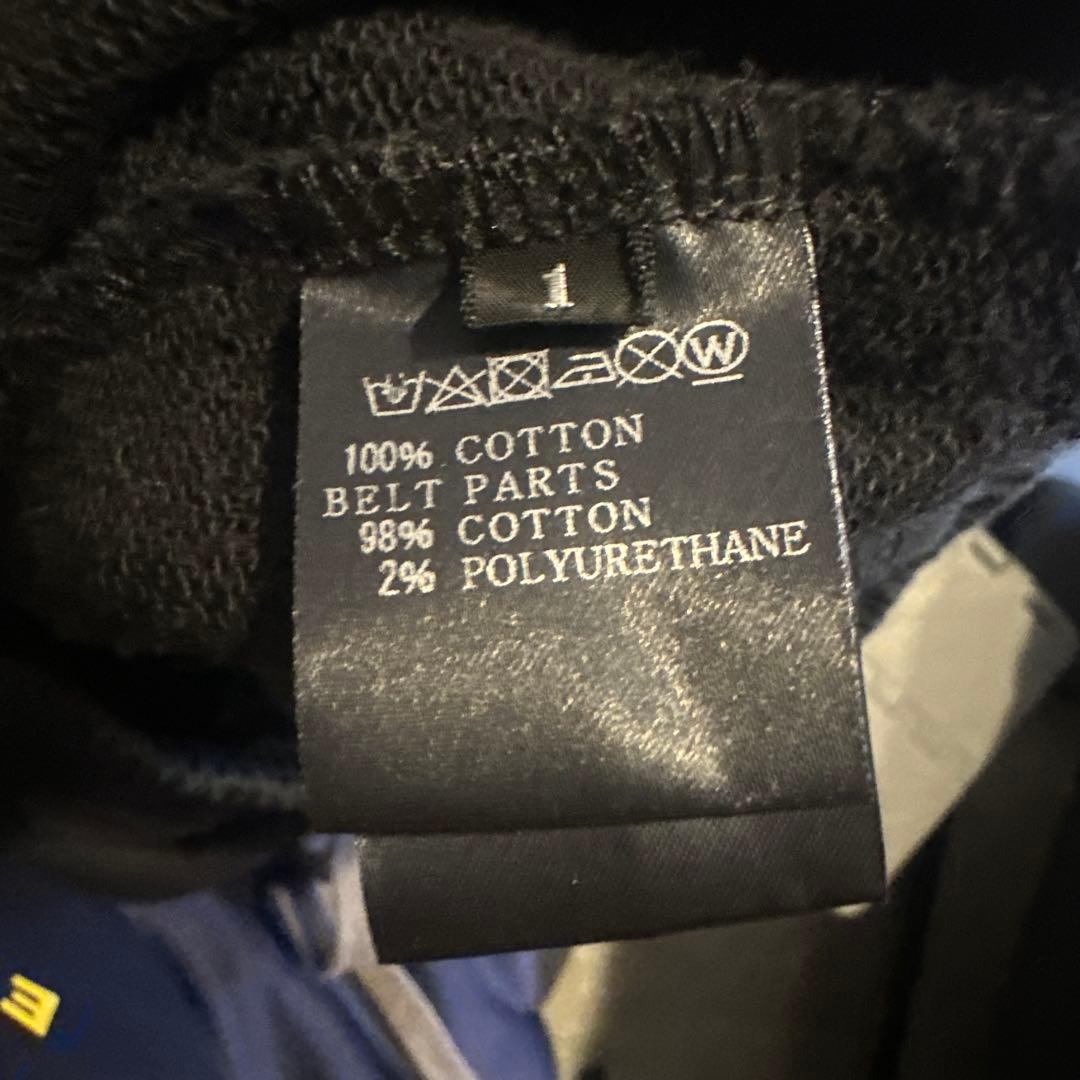 1
W
100% COTTON
BELT PARTS
98% COTTON
2% POLYURETHANE